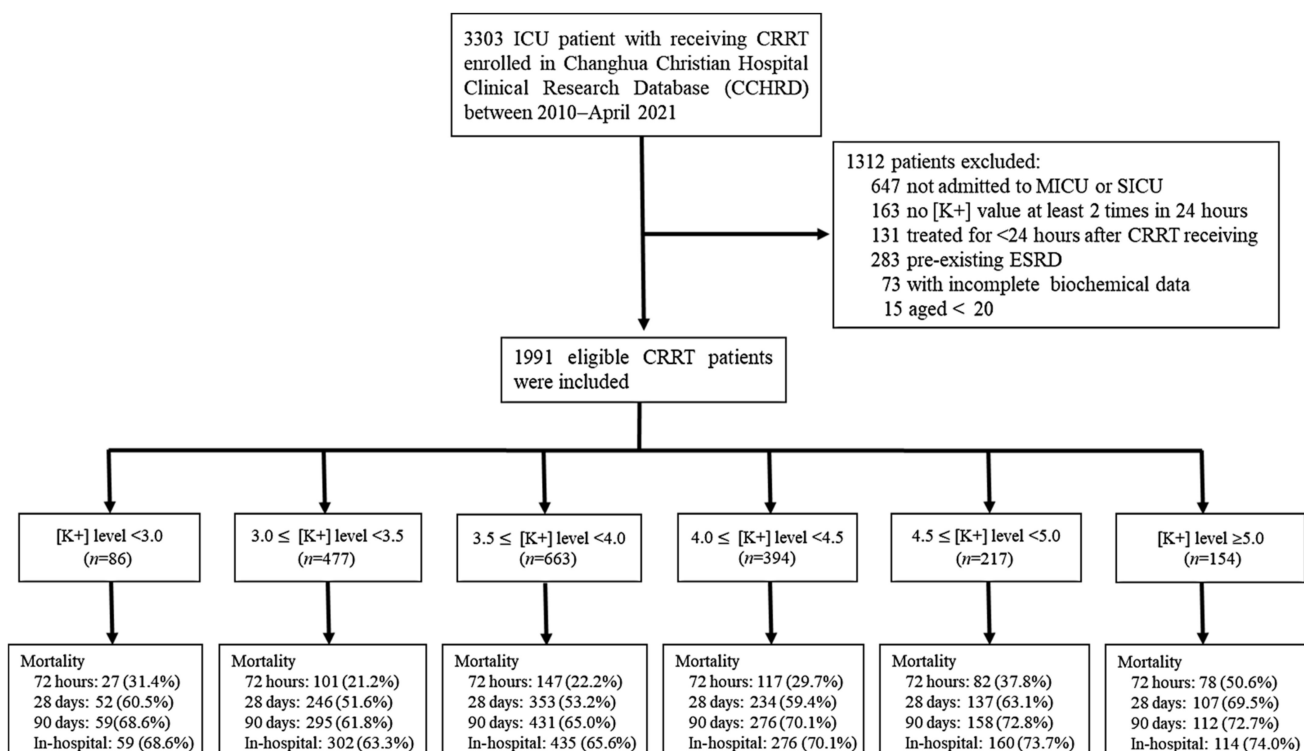 3303 ICU patient with receiving CRRT
enrolled in Changhua Christian Hospital
Clinical Research Database (CCHRD)
between 2010–April 2021
1312 patients excluded:
647 not admitted to MICU or SICU
163 no [K+] value at least 2 times in 24 hours
131 treated for <24 hours after CRRT receiving
283 pre-existing ESRD
73 with incomplete biochemical data
15 aged < 20
1991 eligible CRRT patients
were included
[K+] level <3.0
(n=86)
3.0 ≤ [K+] level <3.5
(n=477)
3.5 ≤ [K+] level <4.0
(n=663)
4.0 ≤ [K+] level <4.5
(n=394)
4.5 ≤ [K+] level <5.0
(n=217)
[K+] level ≥5.0
(n=154)
Mortality
72 hours: 27 (31.4%)
28 days: 52 (60.5%)
90 days: 59(68.6%)
In-hospital: 59 (68.6%)
Mortality
72 hours: 101 (21.2%)
28 days: 246 (51.6%)
90 days: 295 (61.8%)
In-hospital: 302 (63.3%)
Mortality
72 hours: 147 (22.2%)
28 days: 353 (53.2%)
90 days: 431 (65.0%)
In-hospital: 435 (65.6%)
Mortality
72 hours: 117 (29.7%)
28 days: 234 (59.4%)
90 days: 276 (70.1%)
In-hospital: 276 (70.1%)
Mortality
72 hours: 82 (37.8%)
28 days: 137 (63.1%)
90 days: 158 (72.8%)
In-hospital: 160 (73.7%)
Mortality
72 hours: 78 (50.6%)
28 days: 107 (69.5%)
90 days: 112 (72.7%)
In-hospital: 114 (74.0%)